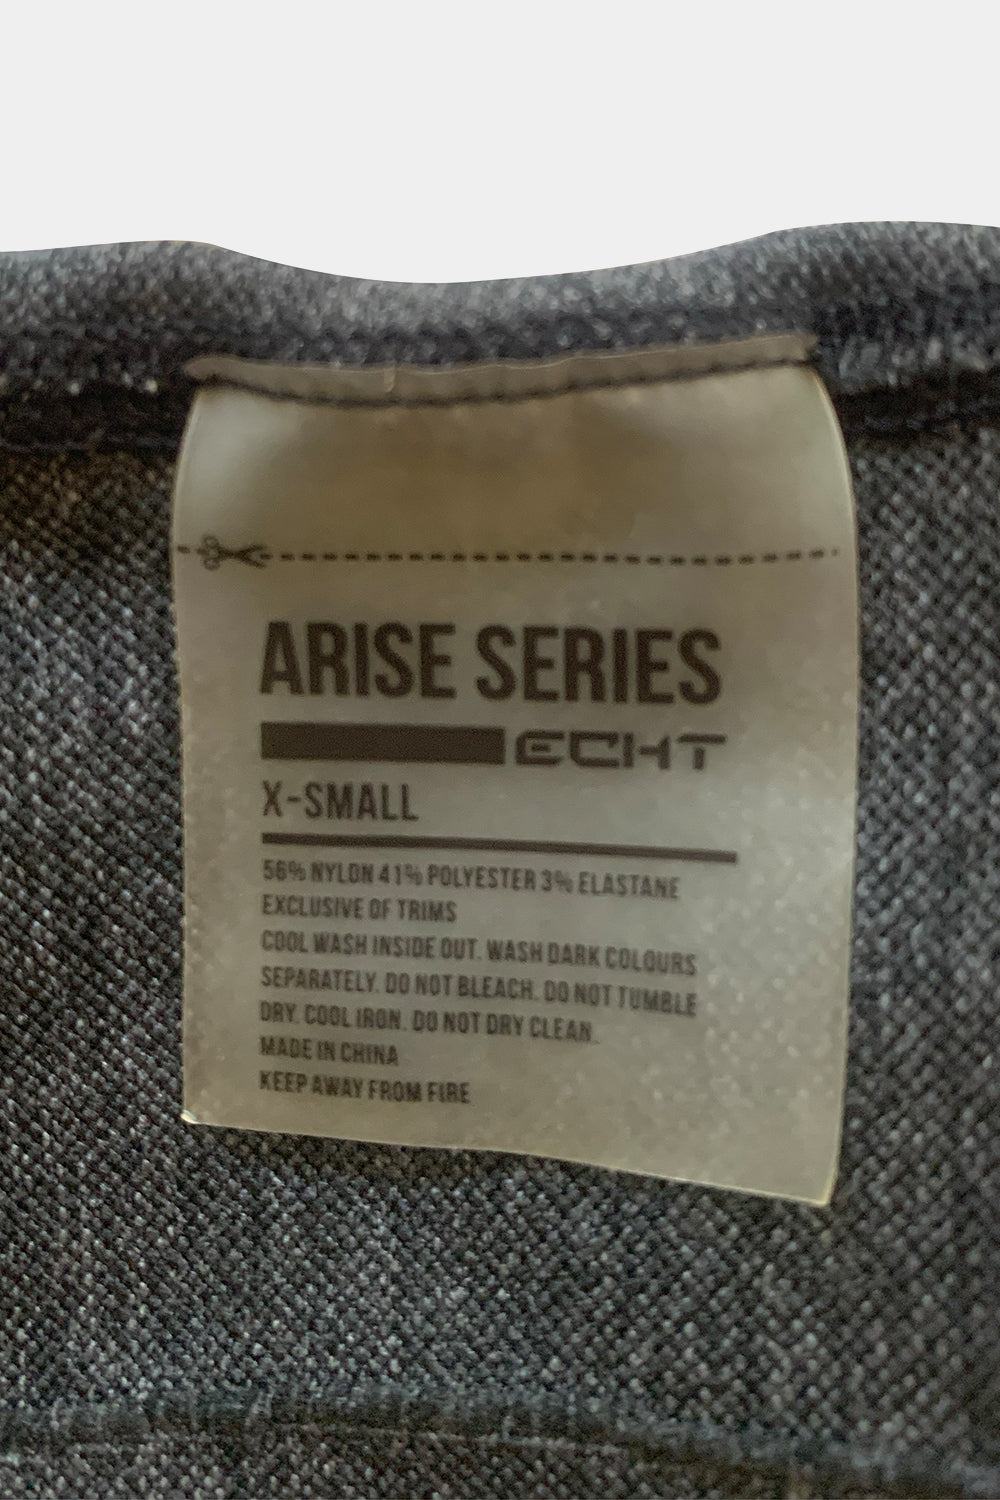 ARISE SERIES
ECHT
X-SMALL
56% NYLON 41% POLYESTER 3% ELASTANE
EXCLUSIVE OF TRIMS
COOL WASH INSIDE OUT. WASH DARK COLOURS
SEPARATELY. DO NOT BLEACH. DO NOT TUMBLE
DRY. COOL IRON. DO NOT DRY CLEAN.
MADE IN CHINA
KEEP AWAY FROM FIRE